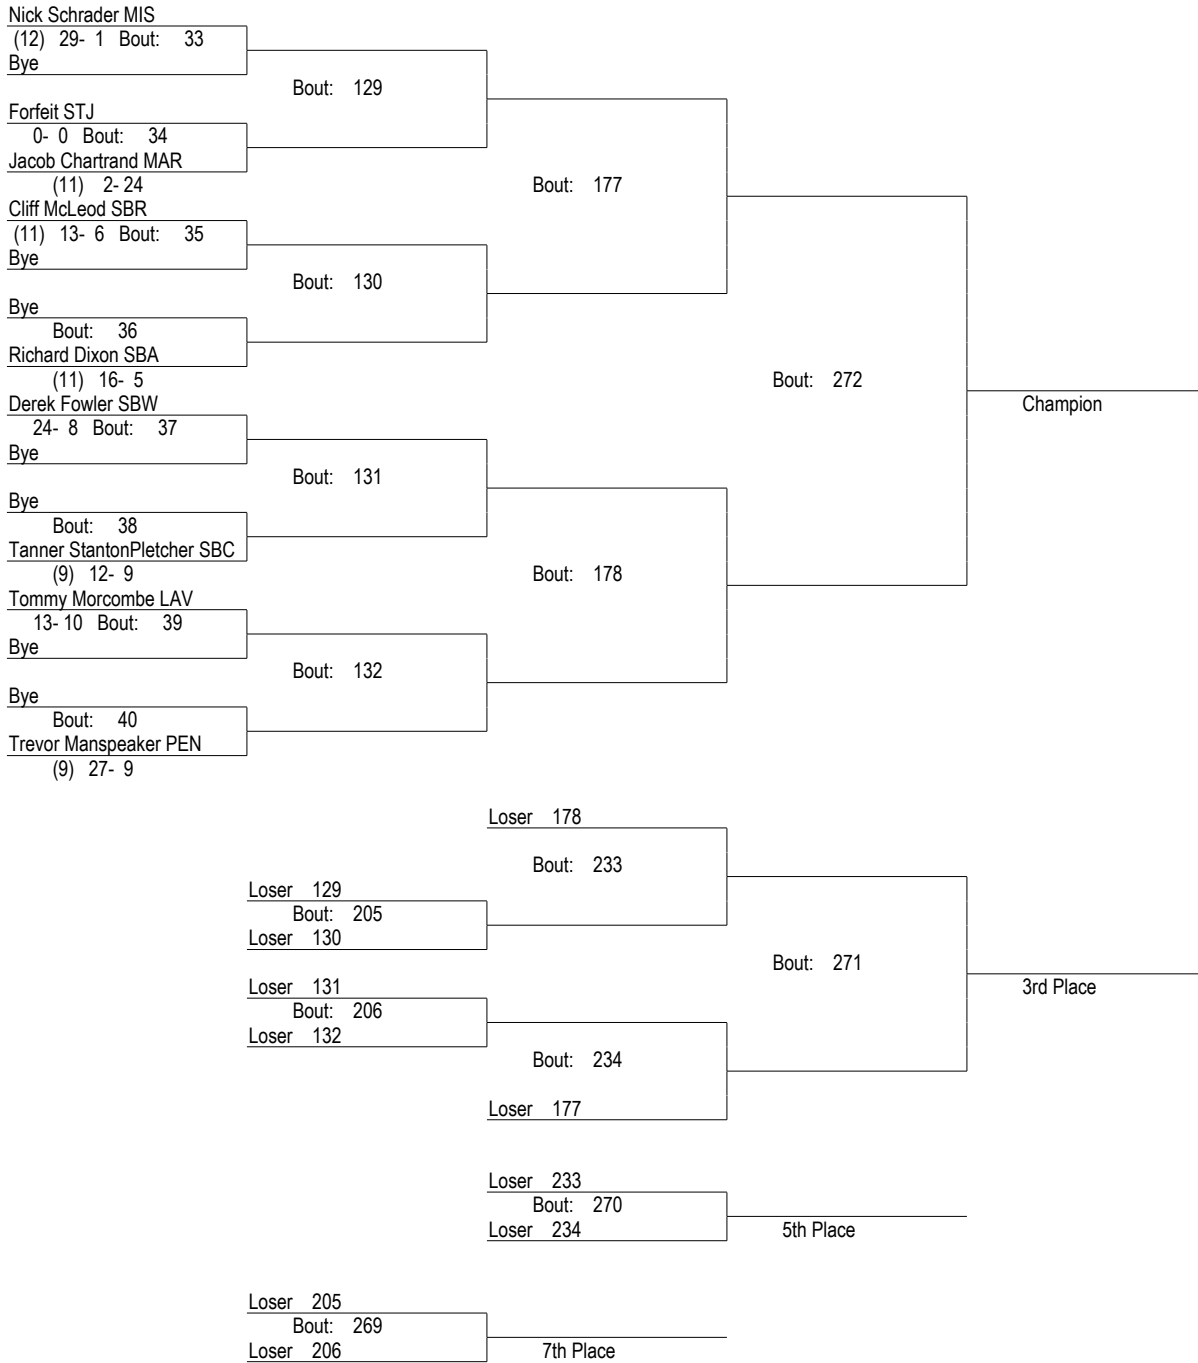 Nick Schrader MIS
(12) 29- 1 Bout: 33
Bye
Bout: 129
Forfeit STJ
0- 0 Bout: 34
Jacob Chartrand MAR
(11) 2- 24
Bout: 177
Cliff McLeod SBR
(11) 13- 6 Bout: 35
Bye
Bout: 130
Bye
Bout: 36
Richard Dixon SBA
(11) 16- 5
Bout: 272
Champion
Derek Fowler SBW
24- 8 Bout: 37
Bye
Bout: 131
Bye
Bout: 38
Tanner StantonPletcher SBC
(9) 12- 9
Bout: 178
Tommy Morcombe LAV
13- 10 Bout: 39
Bye
Bout: 132
Bye
Bout: 40
Trevor Manspeaker PEN
(9) 27- 9
Loser 178
Bout: 233
Loser 129
Bout: 205
Loser 130
Bout: 271
3rd Place
Loser 131
Bout: 206
Loser 132
Bout: 234
Loser 177
Loser 233
Bout: 270
Loser 234
5th Place
Loser 205
Bout: 269
Loser 206
7th Place